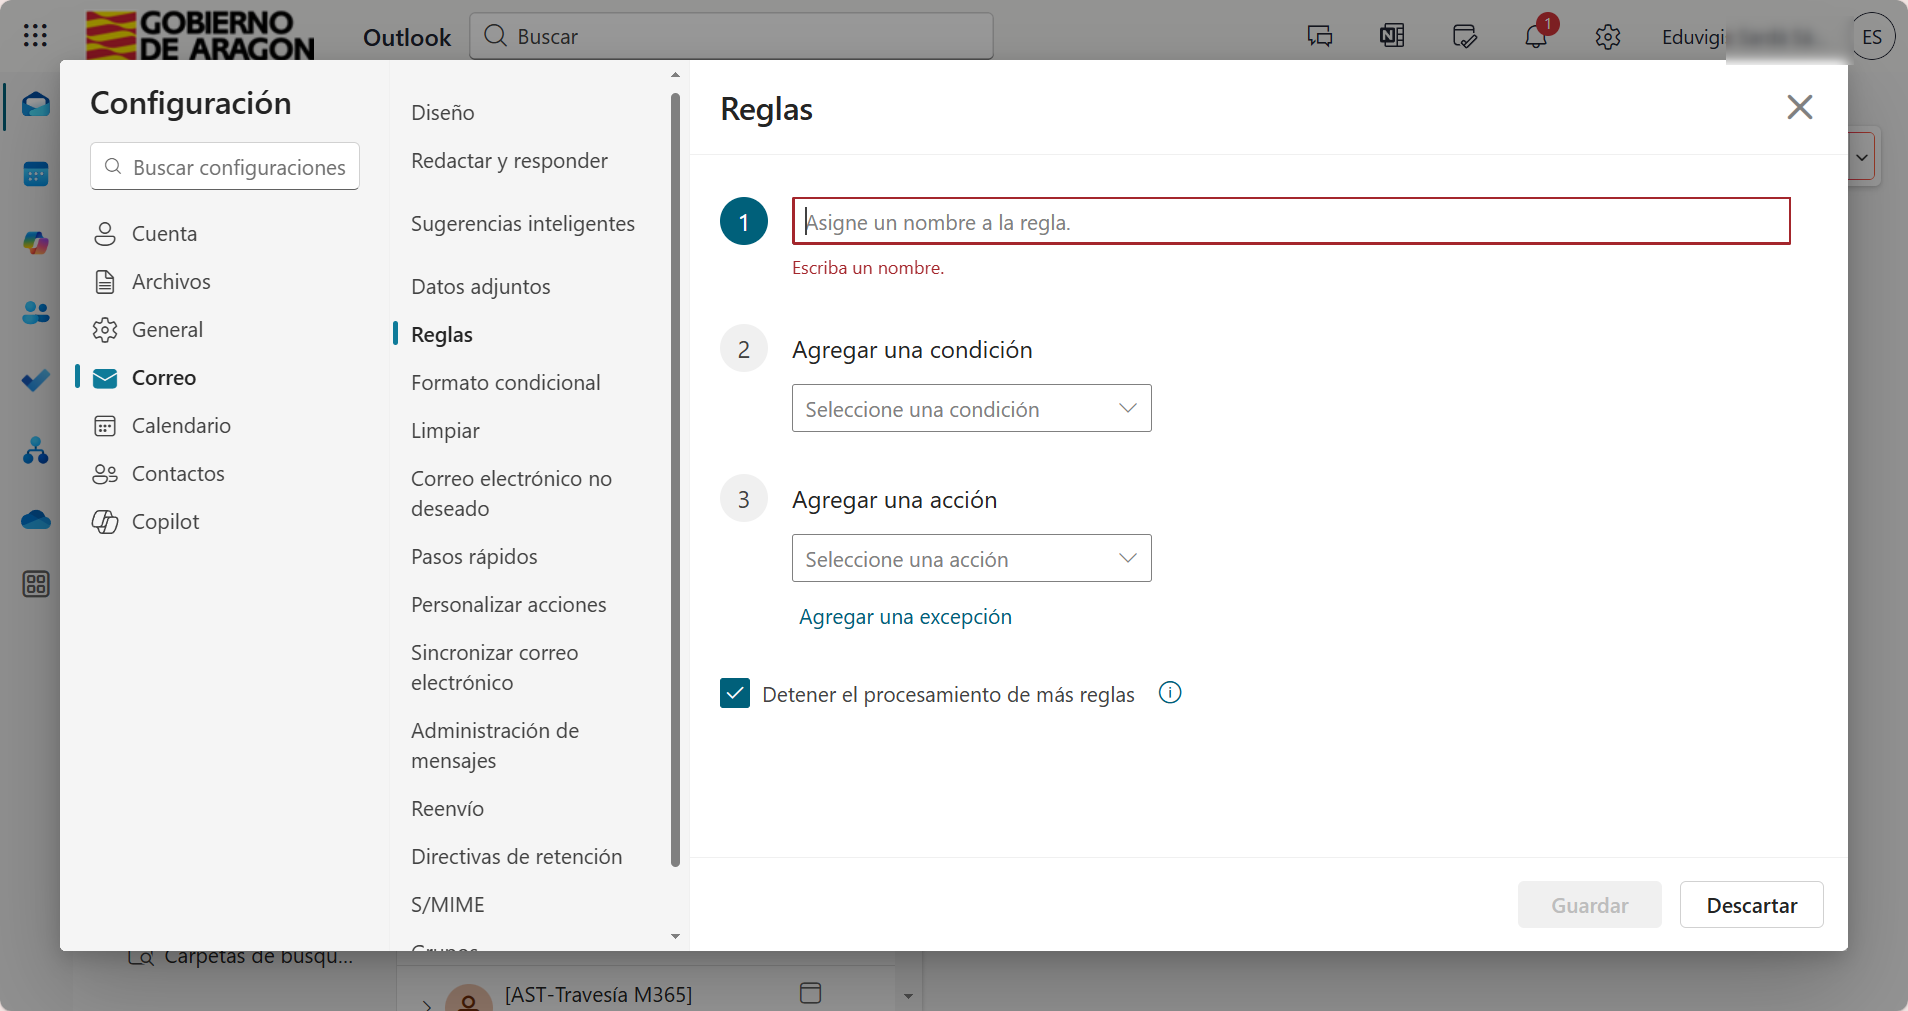 GOBIERNO
DE ARAGON
Outlook
Buscar
1
Eduvigi
ES
Configuración
Buscar configuraciones
Cuenta
Archivos
General
Correo
Calendario
Contactos
Copilot
Diseño
Redactar y responder
Sugerencias inteligentes
Datos adjuntos
Reglas
Formato condicional
Limpiar
Correo electrónico no
deseado
Pasos rápidos
Personalizar acciones
Sincronizar correo
electrónico
Administración de
mensajes
Reenvío
Directivas de retención
S/MIME
Grupos
Reglas
1
Asigne un nombre a la regla.
Escriba un nombre.
2
Agregar una condición
Seleccione una condición
3
Agregar una acción
Seleccione una acción
Agregar una excepción
Detener el procesamiento de más reglas
Guardar
Descartar
Carpetas de búsqu...
[AST-Travesía M365]